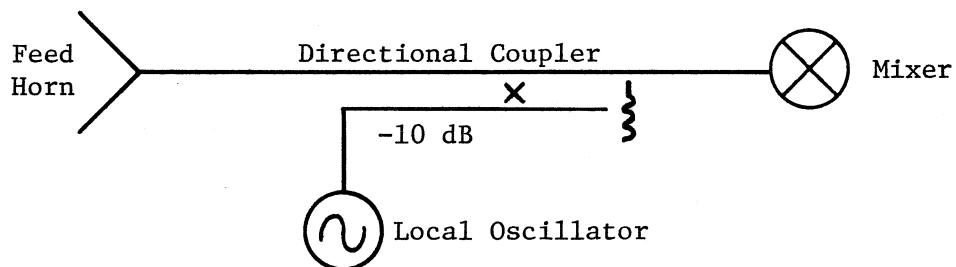 Feed
Horn
Directional Coupler
Mixer
-10 dB
Local Oscillator